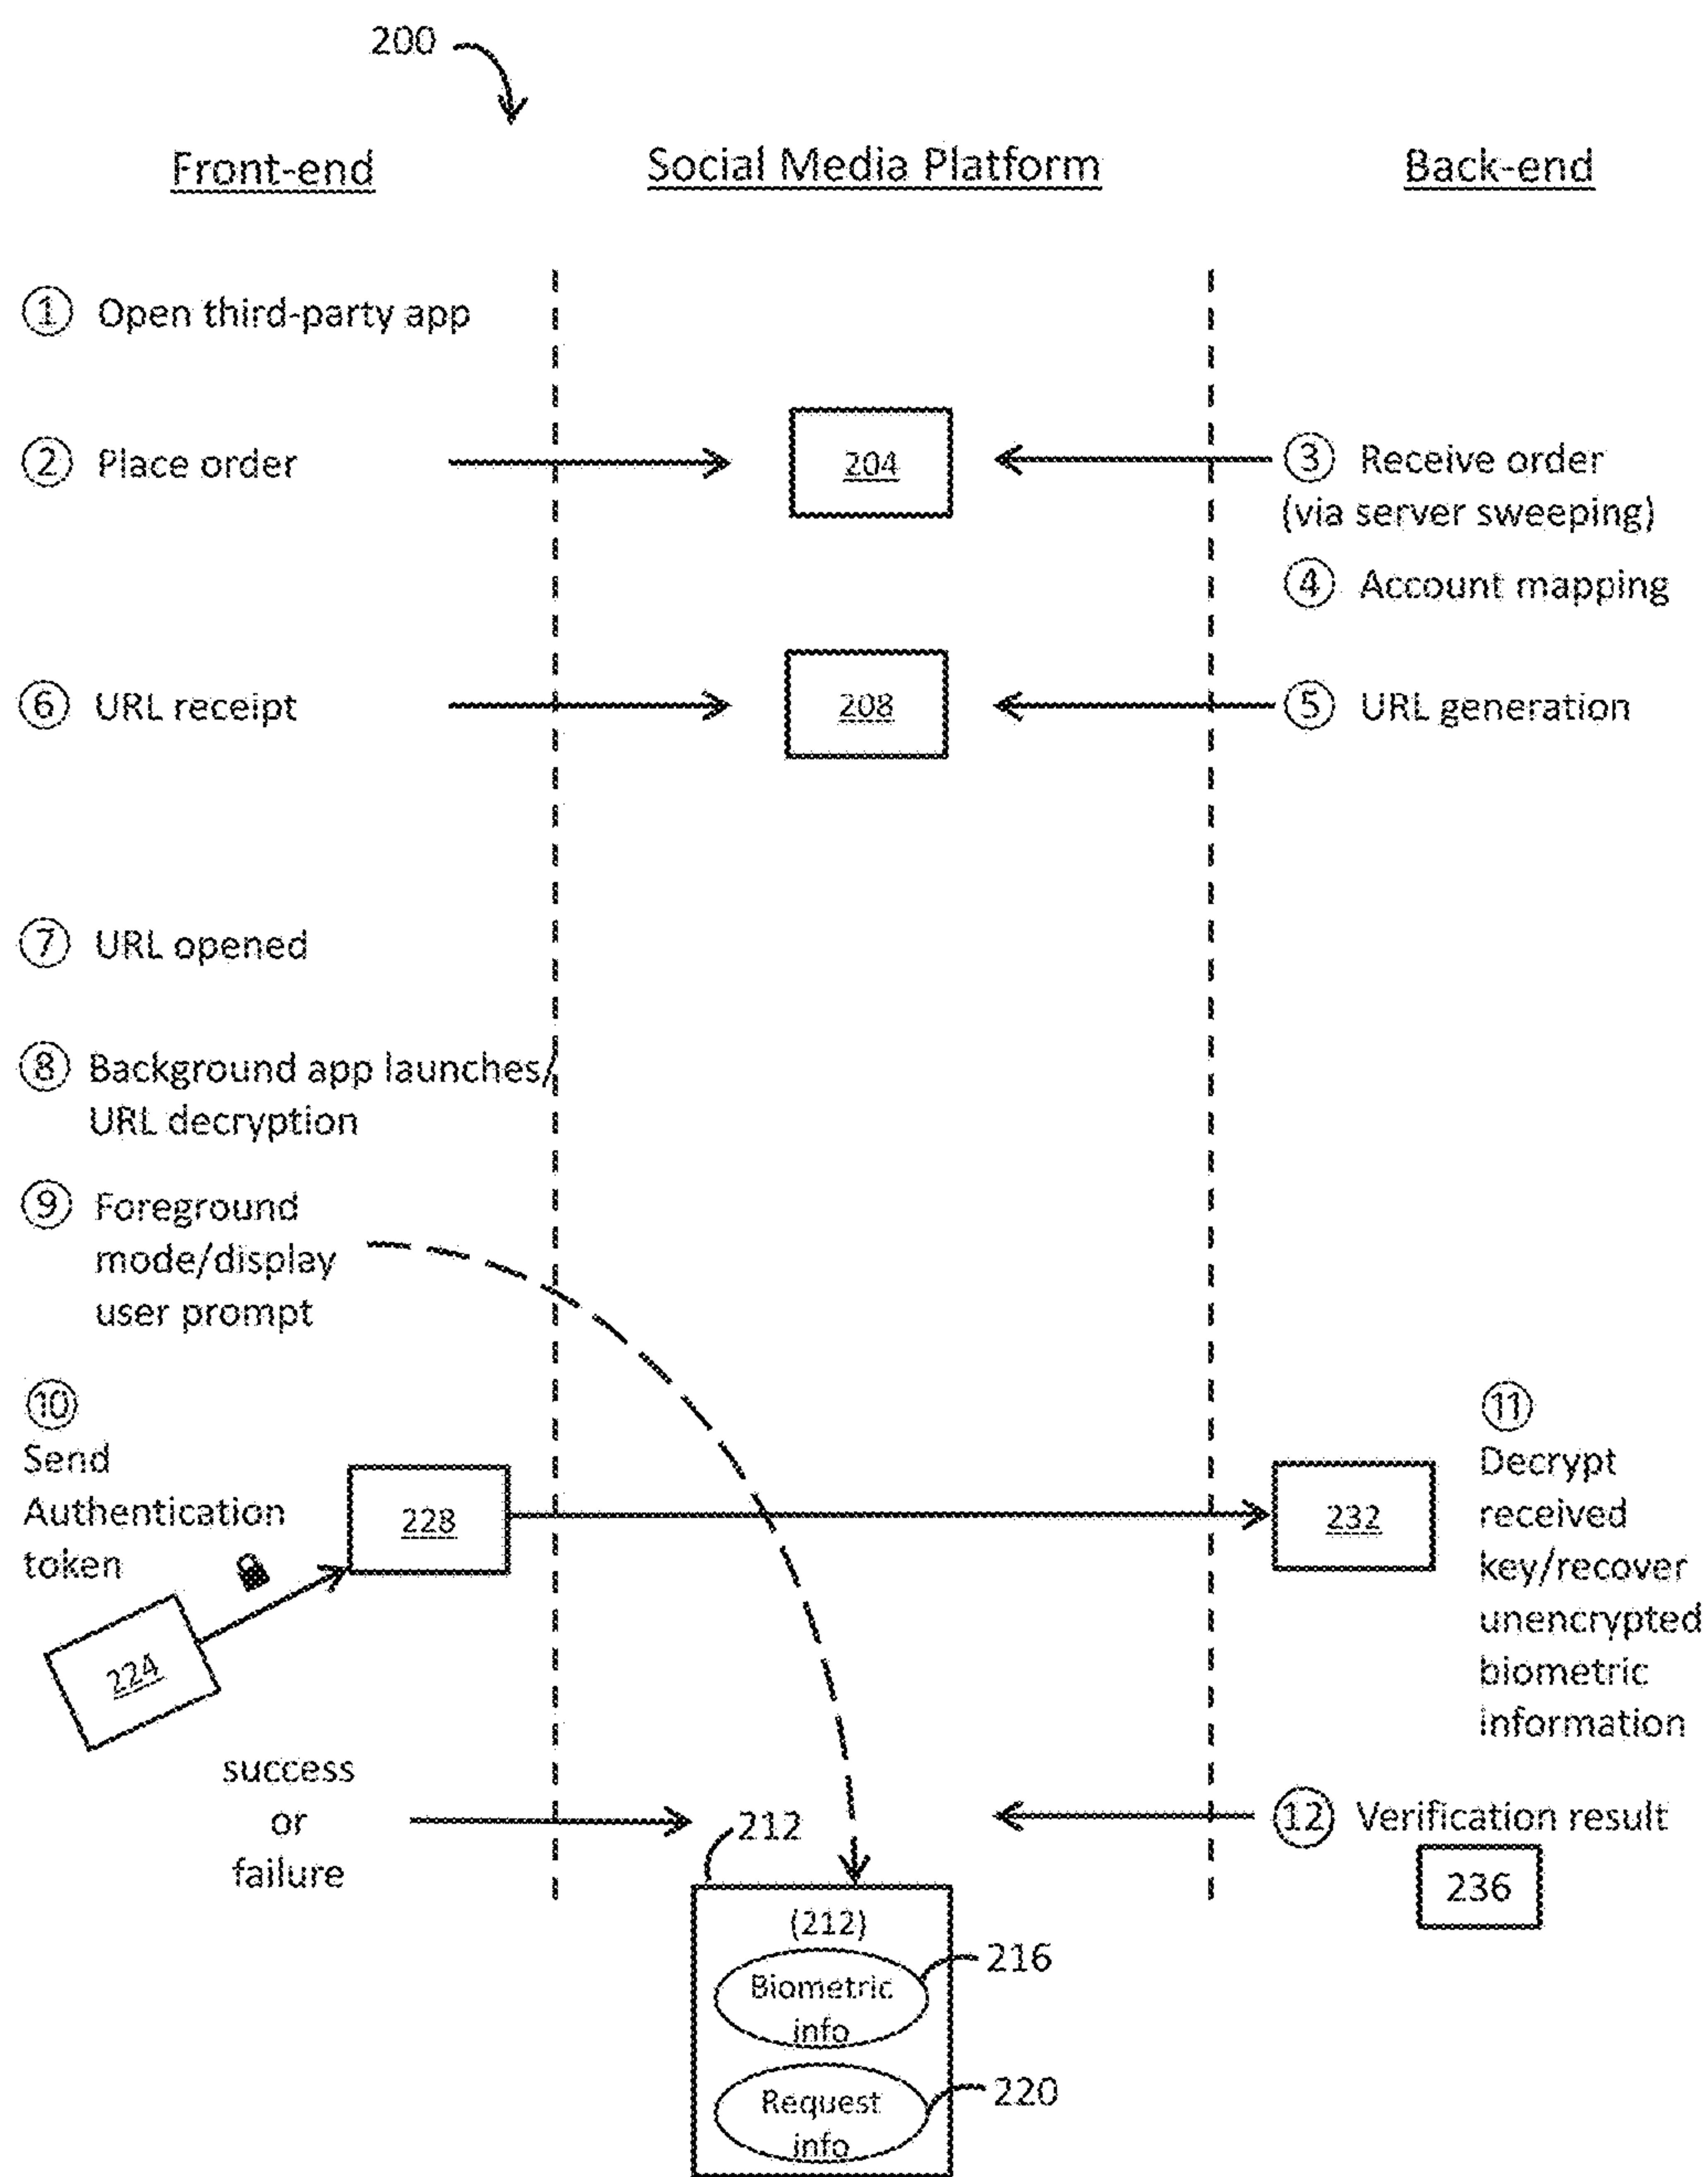 200
Front-end
Social Media Platform
Back-end
1 Open third-party app
2 Place order
204
3 Receive order
(via server sweeping)
4 Account mapping
6 URL receipt
208
5 URL generation
7 URL opened
8 Background app launches/
URL decryption
9 Foreground
mode/display
user prompt
10
Send
Authentication
token
228
224
232
11
Decrypt
received
key/recover
unencrypted
biometric
information
success
or
failure
212
12 Verification result
236
(212)
Biometric
info
216
Request
info
220